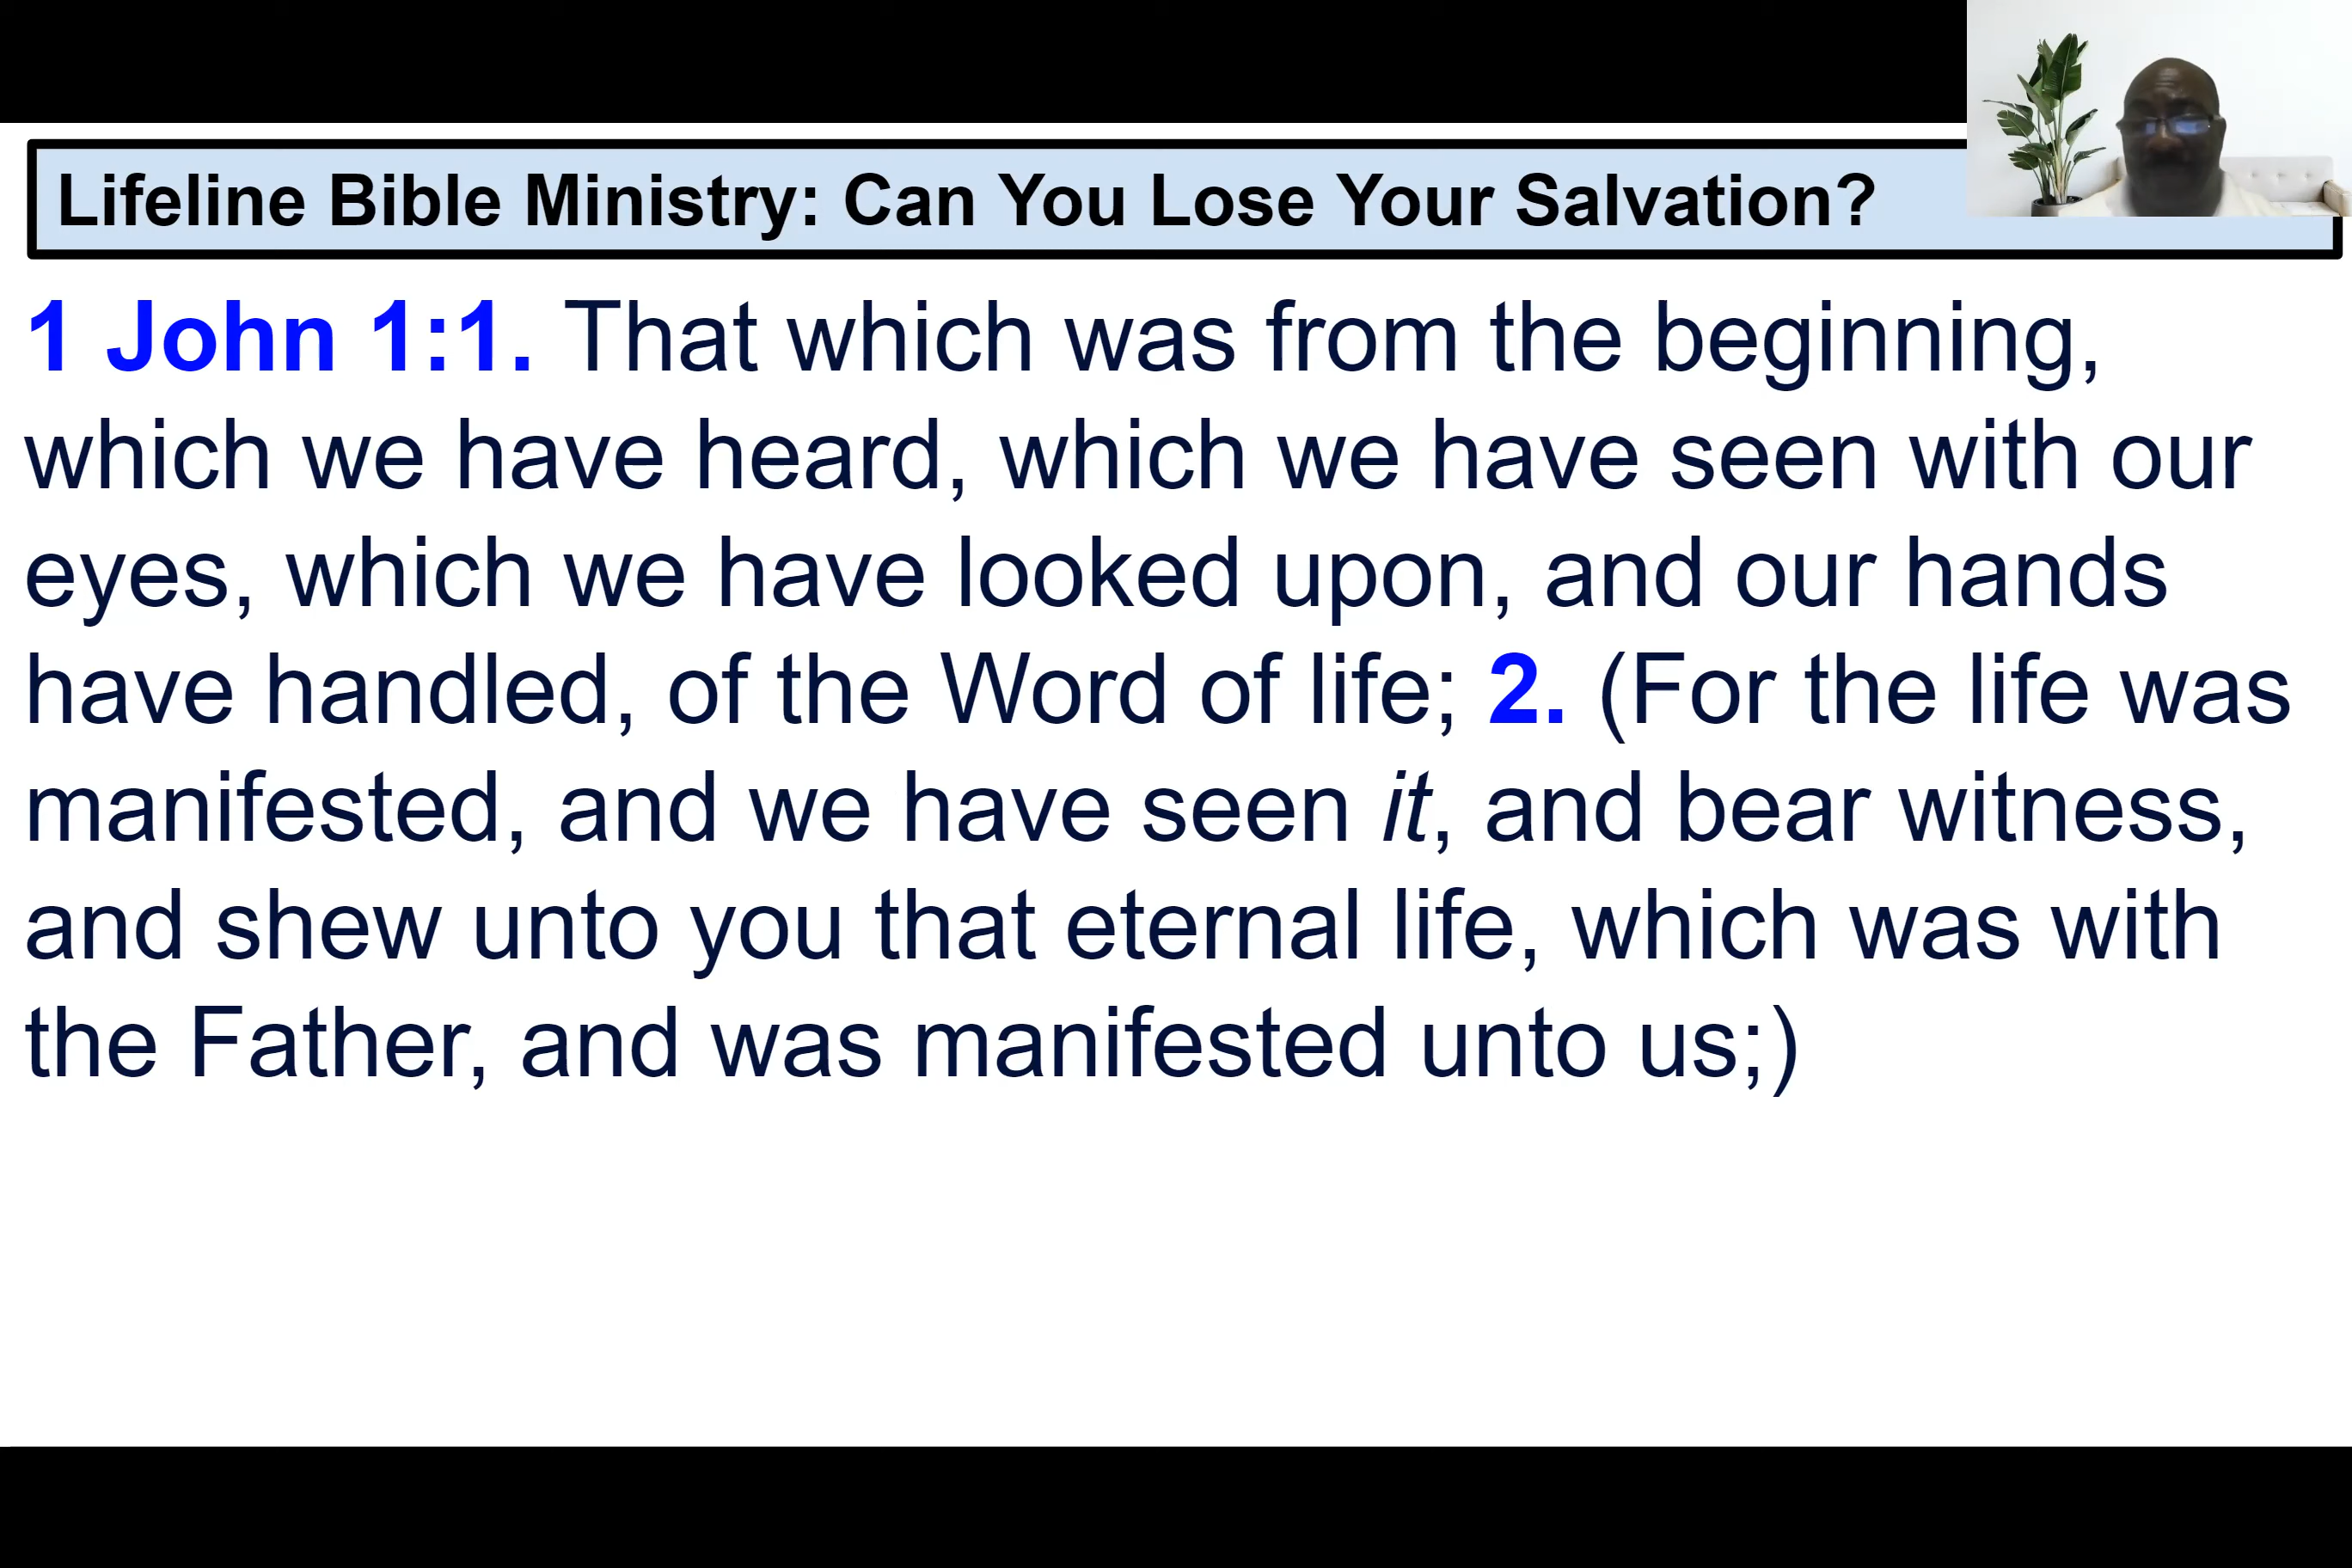 Lifeline Bible Ministry: Can You Lose Your Salvation?
1 John 1:1. That which was from the beginning,
which we have heard, which we have seen with our
eyes, which we have looked upon, and our hands
have handled, of the Word of life; 2. (For the life was
manifested, and we have seen it, and bear witness,
and shew unto you that eternal life, which was with
the Father, and was manifested unto us;)